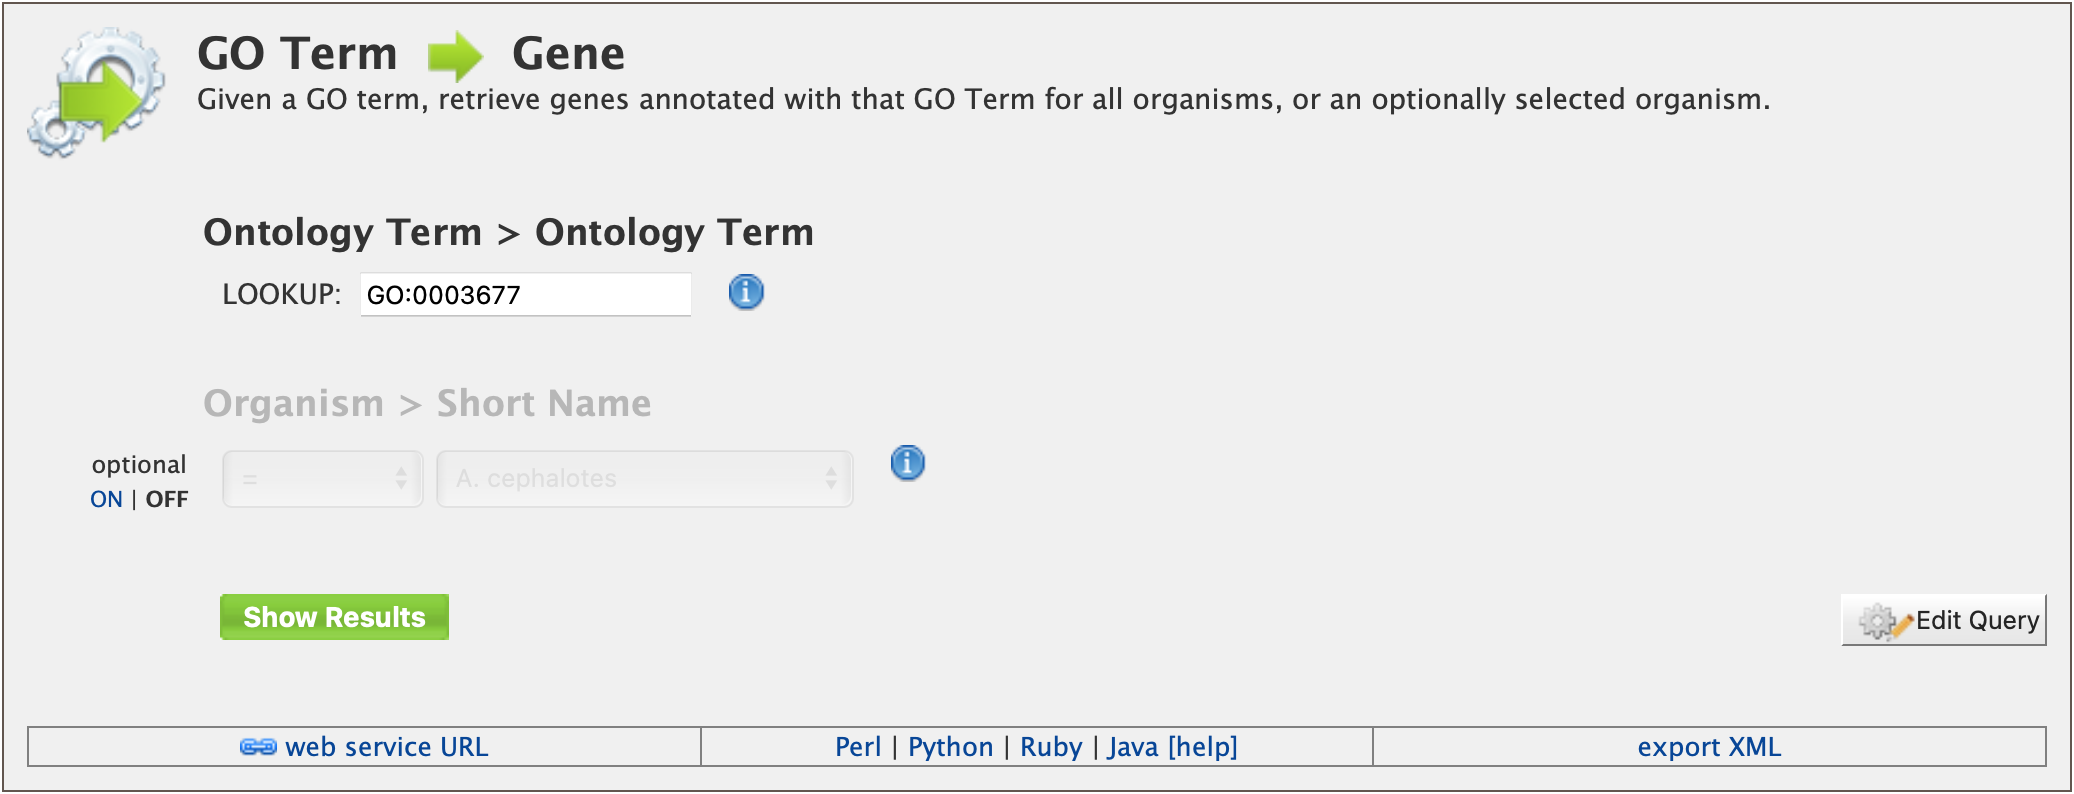 GO Term Gene
Given a GO term, retrieve genes annotated with that GO Term for all organisms, or an optionally selected organism.
Ontology Term > Ontology Term
LOOKUP: GO:0003677
Organism > Short Name
optional
ON | OFF
= A. cephalotes
Show Results
Edit Query
web service URL
Perl | Python | Ruby | Java [help]
export XML